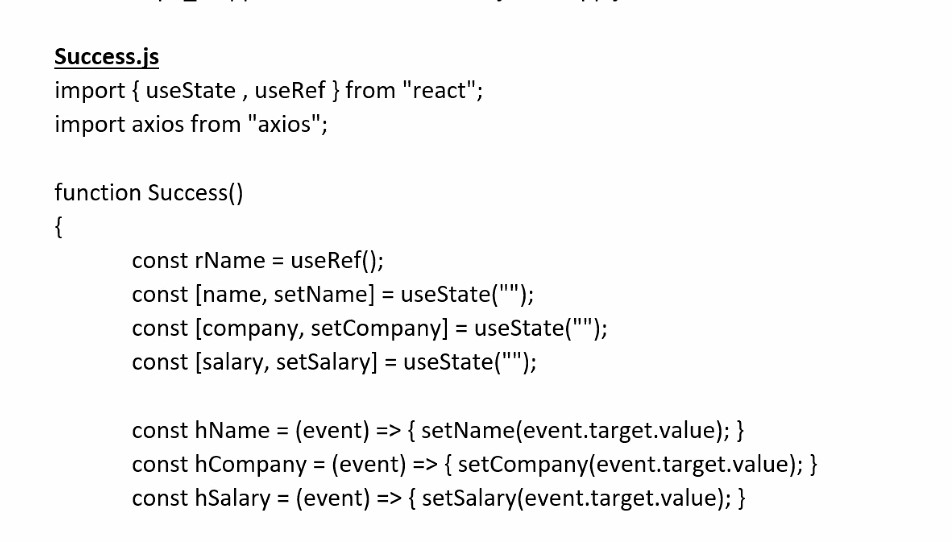 Success.js
import { useState , useRef } from "react";
import axios from "axios";
function Success()
{
const rName = useRef();
const [name, setName] = useState("");
const [company, setCompany] = useState("");
const [salary, setSalary] = useState("");
const hName = (event) => { setName(event.target.value); }
const hCompany = (event) => { setCompany(event.target.value); }
const hSalary = (event) => { setSalary(event.target.value); }